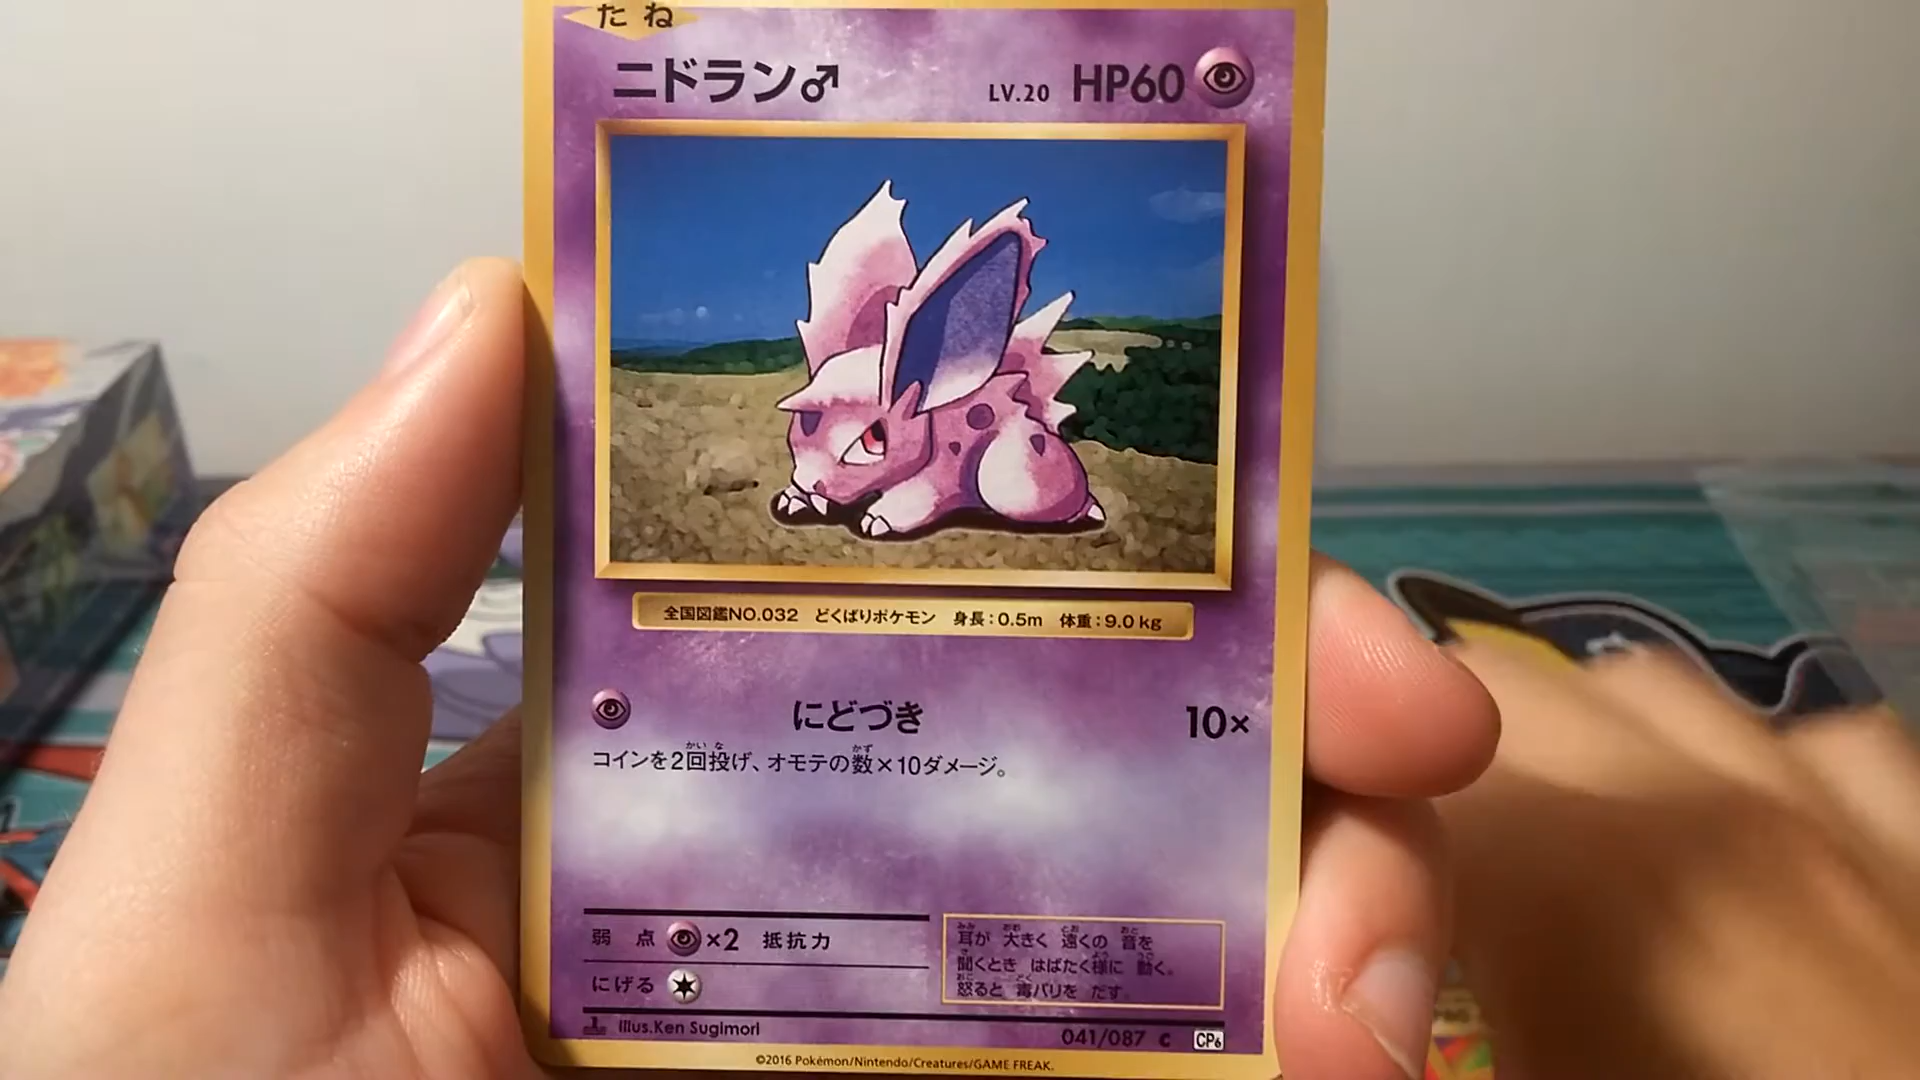 たね
ニドラン♂ LV.20 HP60
全国図鑑NO.032 どくばりポケモン 身長:0.5m 体重:9.0kg
にどづき 10×
コインを2回投げ、オモテの数×10ダメージ。
弱点 ×2 抵抗力
にげる
耳が 大きく 遠くの 音を
聞くとき はばたく様に 動く。
怒ると 毒バリを だす。
Illus.Ken Sugimori
041/087 C CP6
©2016 Pokémon/Nintendo/Creatures/GAME FREAK.